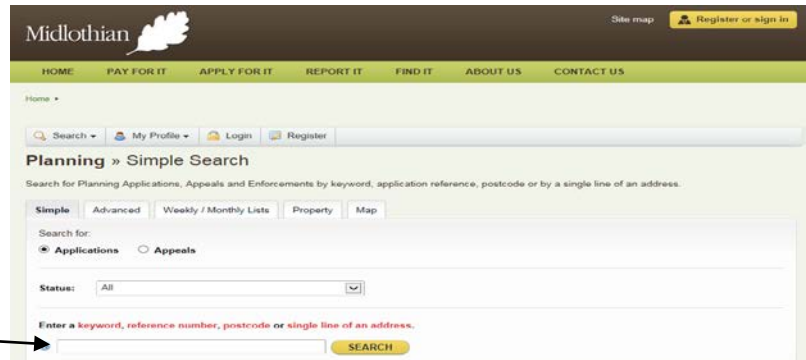 Site map Register or sign in
Midlothian
HOME PAY FOR IT APPLY FOR IT REPORT IT FIND IT ABOUT US CONTACT US
Home
Search My Profile Login Register
Planning » Simple Search
Search for Planning Applications, Appeals and Enforcements by keyword, application reference, postcode or by a single line of an address.
Simple Advanced Weekly / Monthly Lists Property Map
Search for:
Applications Appeals
Status: All
Enter a keyword, reference number, postcode or single line of an address.
SEARCH